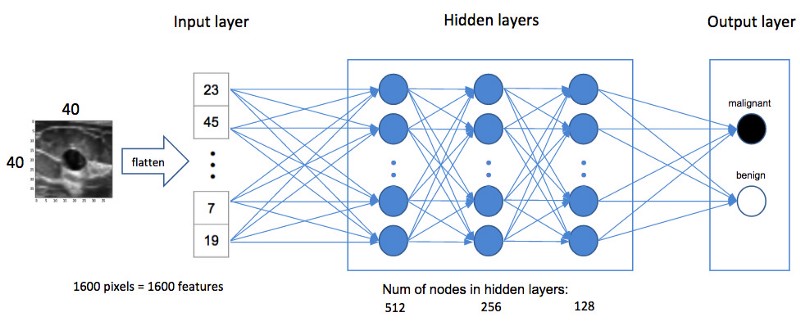 Input layer
Hidden layers
Output layer
40
40
flatten
23
45
7
19
malignant
benign
1600 pixels = 1600 features
Num of nodes in hidden layers:
512
256
128